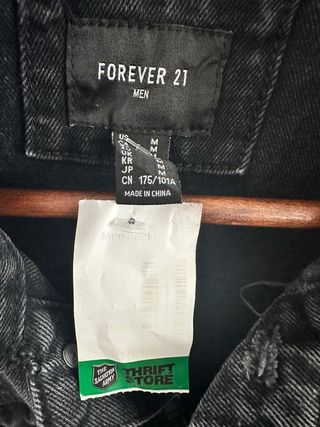 FOREVER 21
MEN
US M
UK M
KR M
JP M
CN 175/101A
MADE IN CHINA
THE SALVATION ARMY
THRIFT STORE